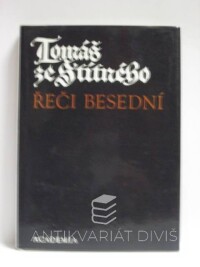 Tomáš
ze Štítného
ŘEČI BESEDNÍ
ANTIKVARIÁT DIVIŠ
ACADEMIA